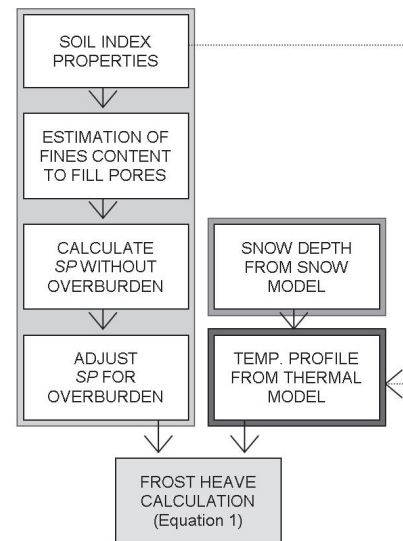 SOIL INDEX
PROPERTIES
ESTIMATION OF
FINES CONTENT
TO FILL PORES
CALCULATE
SP WITHOUT
OVERBURDEN
SNOW DEPTH
FROM SNOW
MODEL
ADJUST
SP FOR
OVERBURDEN
TEMP. PROFILE
FROM THERMAL
MODEL
FROST HEAVE
CALCULATION
(Equation 1)